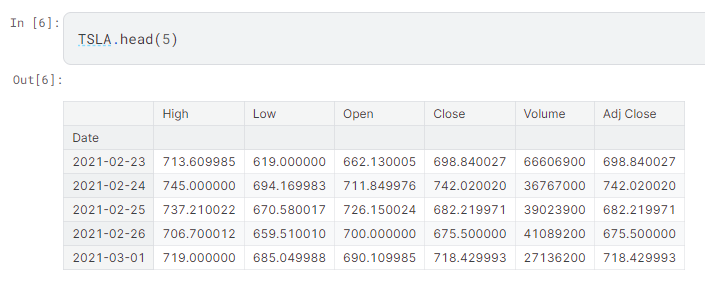 In [6]:
TSLA.head(5)
Out[6]:
High Low Open Close Volume Adj Close
Date
2021-02-23 713.609985 619.000000 662.130005 698.840027 66606900 698.840027
2021-02-24 745.000000 694.169983 711.849976 742.020020 36767000 742.020020
2021-02-25 737.210022 670.580017 726.150024 682.219971 39023900 682.219971
2021-02-26 706.700012 659.510010 700.000000 675.500000 41089200 675.500000
2021-03-01 719.000000 685.049988 690.109985 718.429993 27136200 718.429993